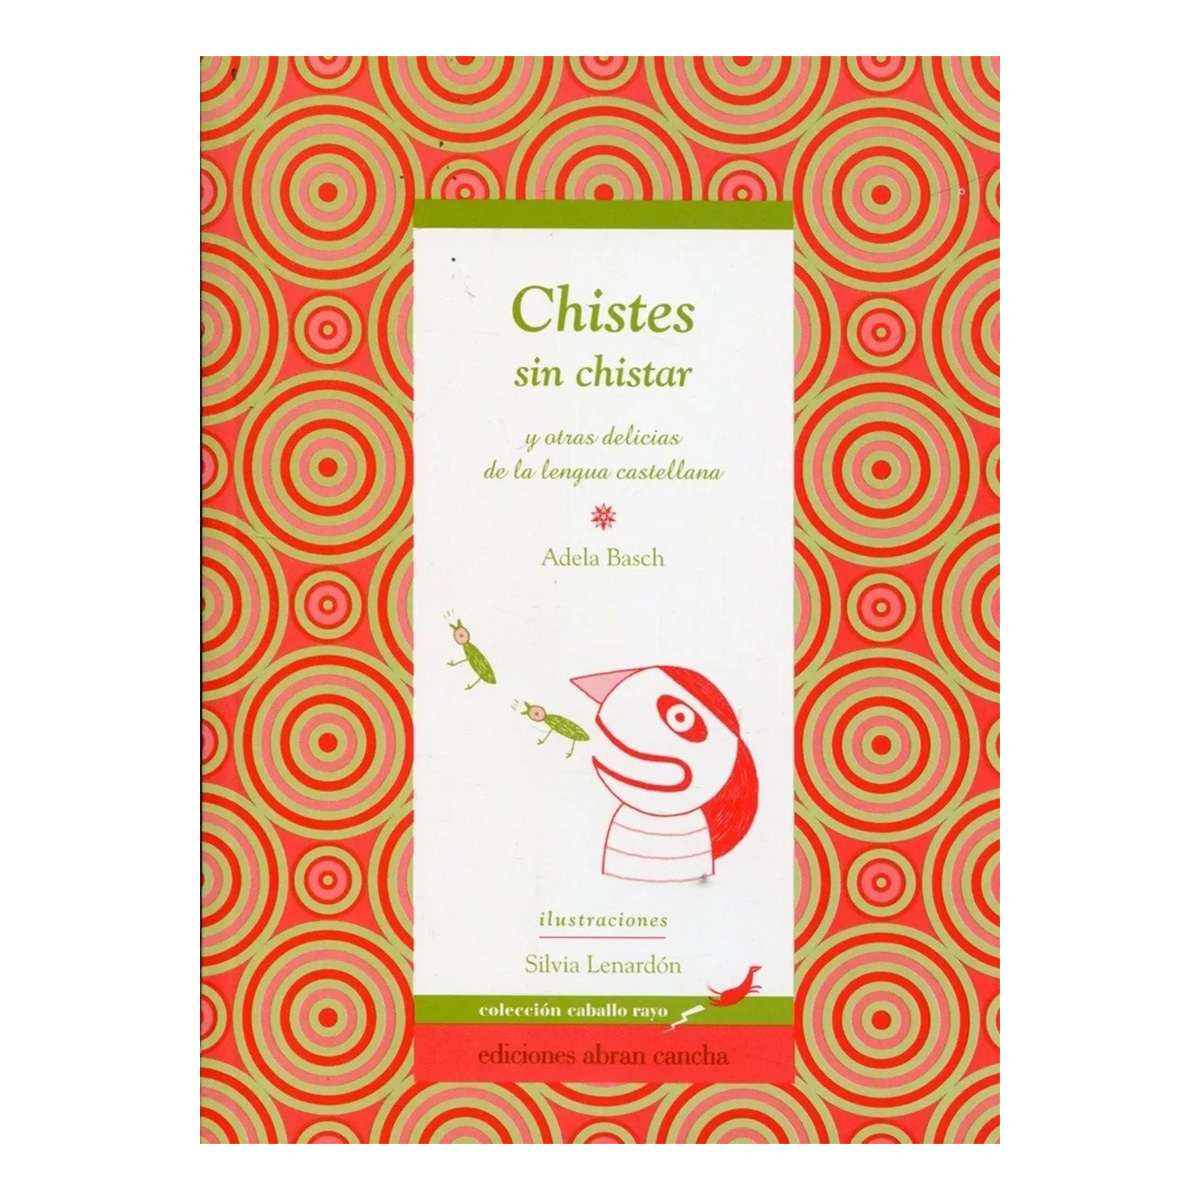 Chistes
sin chistar
y otras delicias
de la lengua castellana
Adela Basch
ilustraciones
Silvia Lenardón
colección caballo rayo
ediciones abran cancha